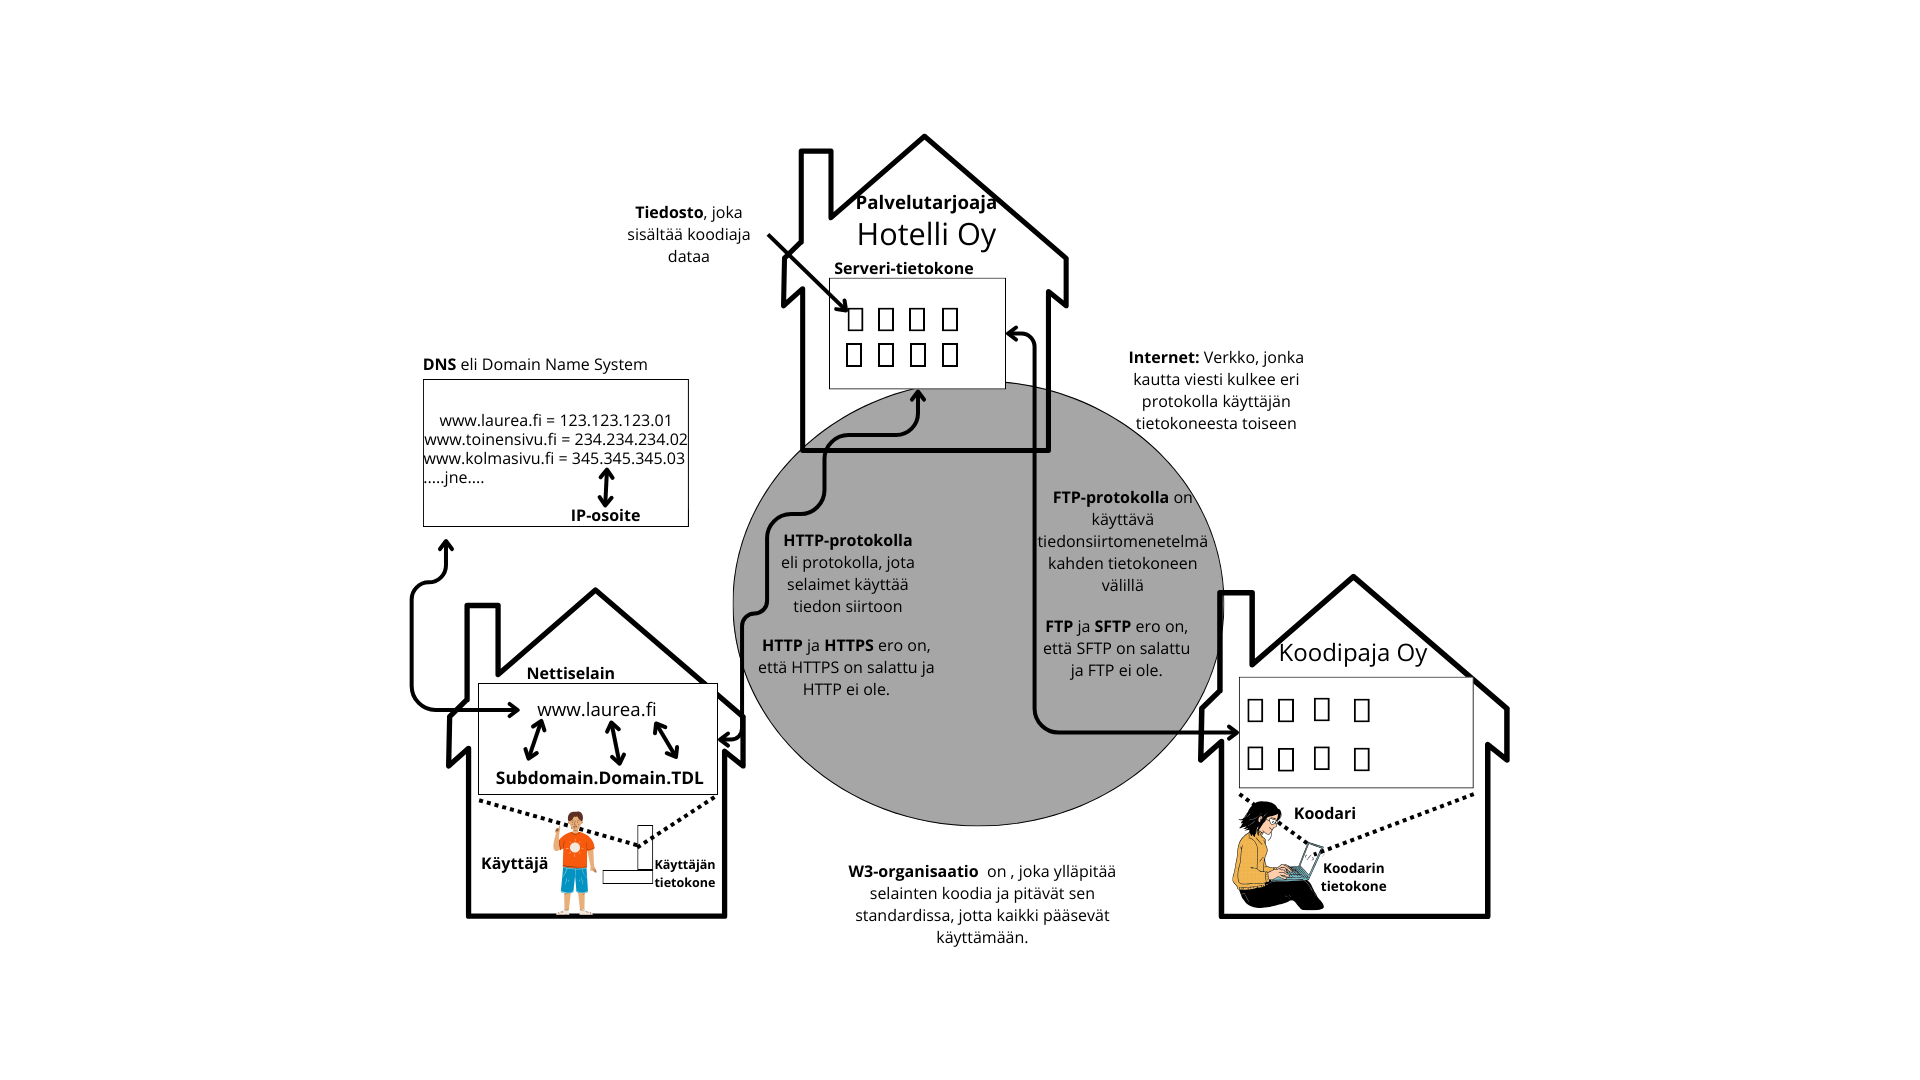 Palvelutarjoaja
Hotelli Oy
Serveri-tietokone
Tiedosto, joka
sisältää koodiaja
dataa
DNS eli Domain Name System
www.laurea.fi = 123.123.123.01
www.toinensivu.fi = 234.234.234.02
www.kolmasivu.fi = 345.345.345.03
.....jne....
IP-osoite
Internet: Verkko, jonka
kautta viesti kulkee eri
protokolla käyttäjän
tietokoneesta toiseen
HTTP-protokolla
eli protokolla, jota
selaimet käyttää
tiedon siirtoon
HTTP ja HTTPS ero on,
että HTTPS on salattu ja
HTTP ei ole.
FTP-protokolla on
käyttävä
tiedonsiirtomenetelmä
kahden tietokoneen
välillä
FTP ja SFTP ero on,
että SFTP on salattu
ja FTP ei ole.
Nettiselain
www.laurea.fi
Subdomain.Domain.TDL
Käyttäjä
Käyttäjän
tietokone
Koodipaja Oy
Koodari
Koodarin
tietokone
W3-organisaatio  on , joka ylläpitää
selainten koodia ja pitävät sen
standardissa, jotta kaikki pääsevät
käyttämään.